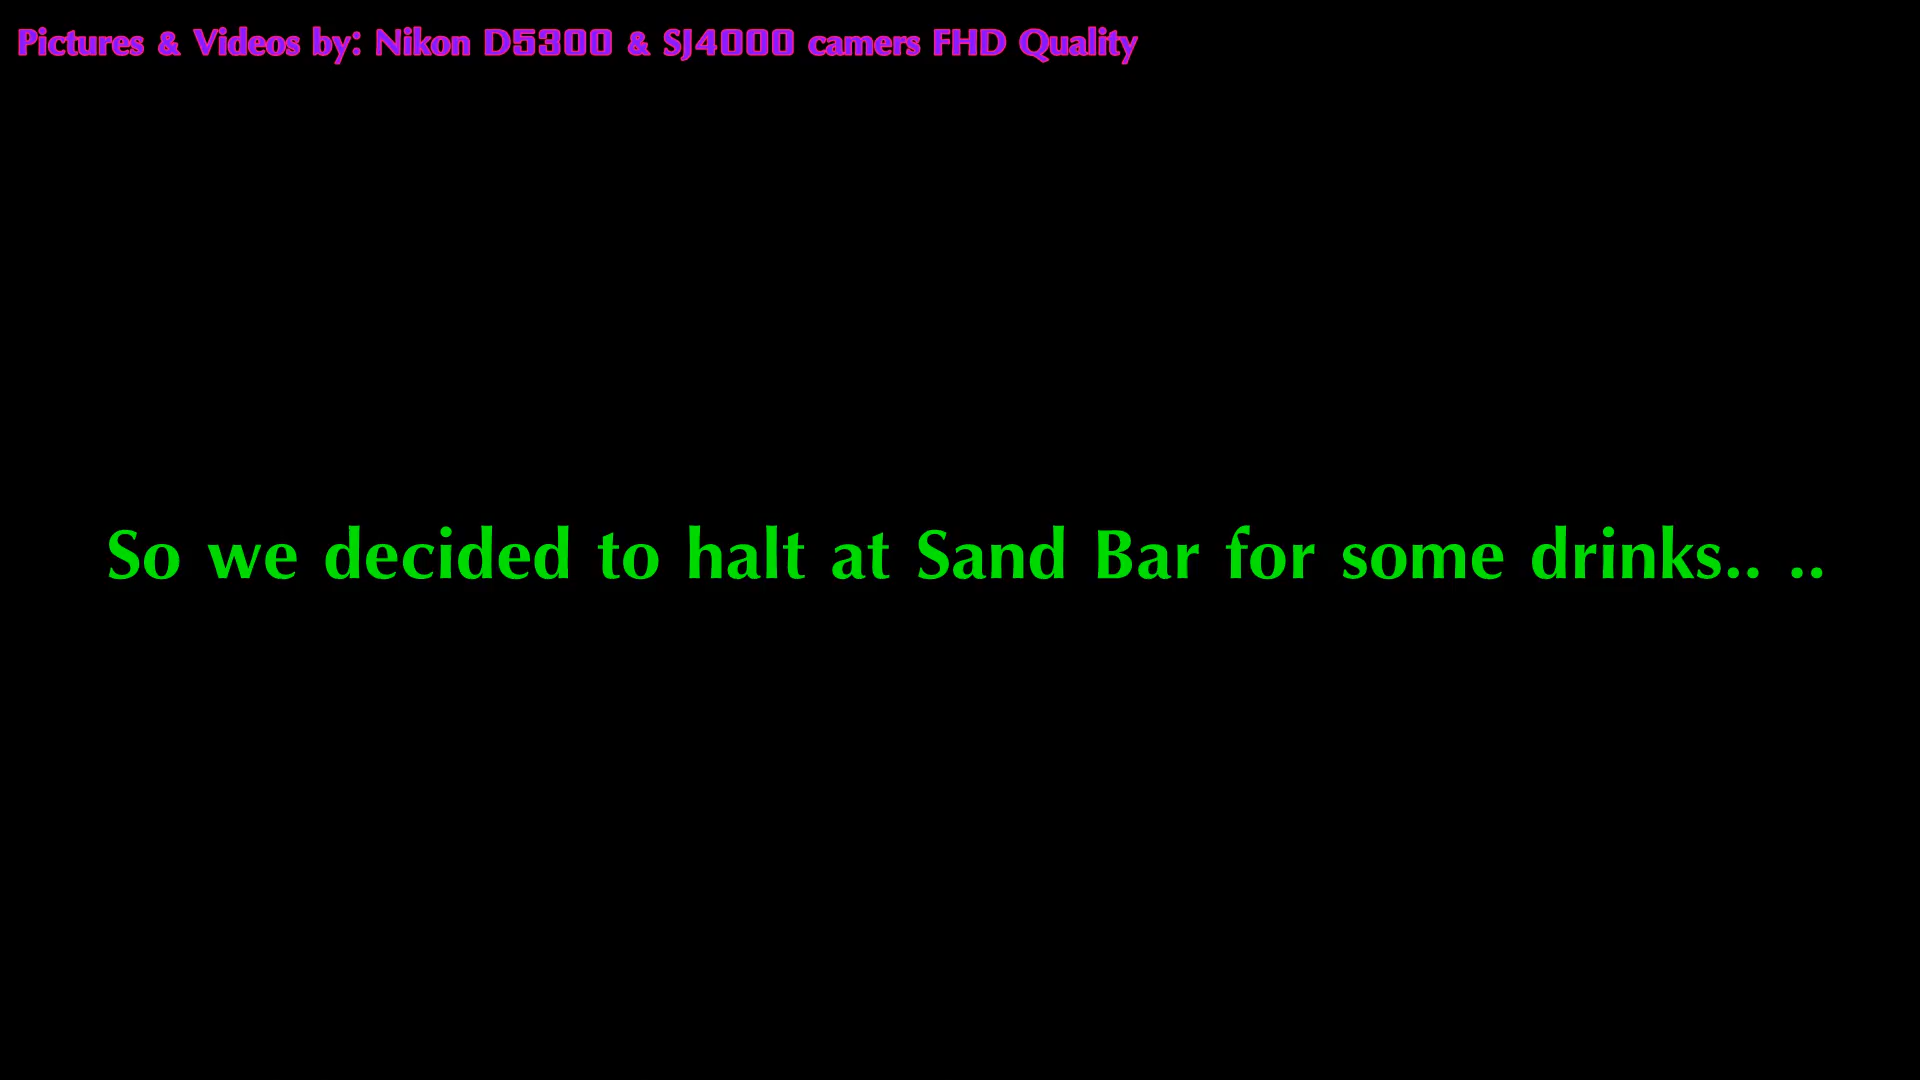 Pictures & Videos by: Nikon D5300 & SJ4000 camers FHD Quality
So we decided to halt at Sand Bar for some drinks.. ..